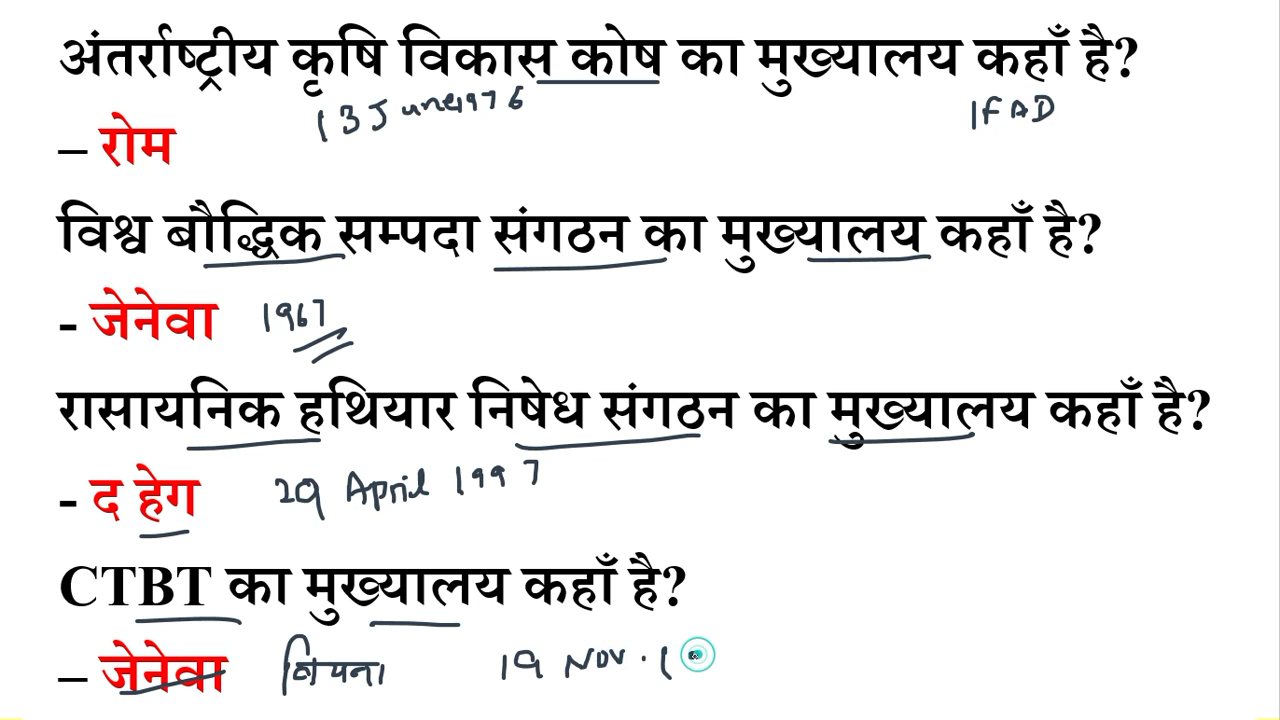 अंतर्राष्ट्रीय कृषि विकास कोष का मुख्यालय कहाँ है?
13 June 1976 IFAD
– रोम
विश्व बौद्धिक सम्पदा संगठन का मुख्यालय कहाँ है?
- जेनेवा 1967
रासायनिक हथियार निषेध संगठन का मुख्यालय कहाँ है?
- द हेग 29 April 1997
CTBT का मुख्यालय कहाँ है?
– जेनेवा वियना 19 Nov. 1